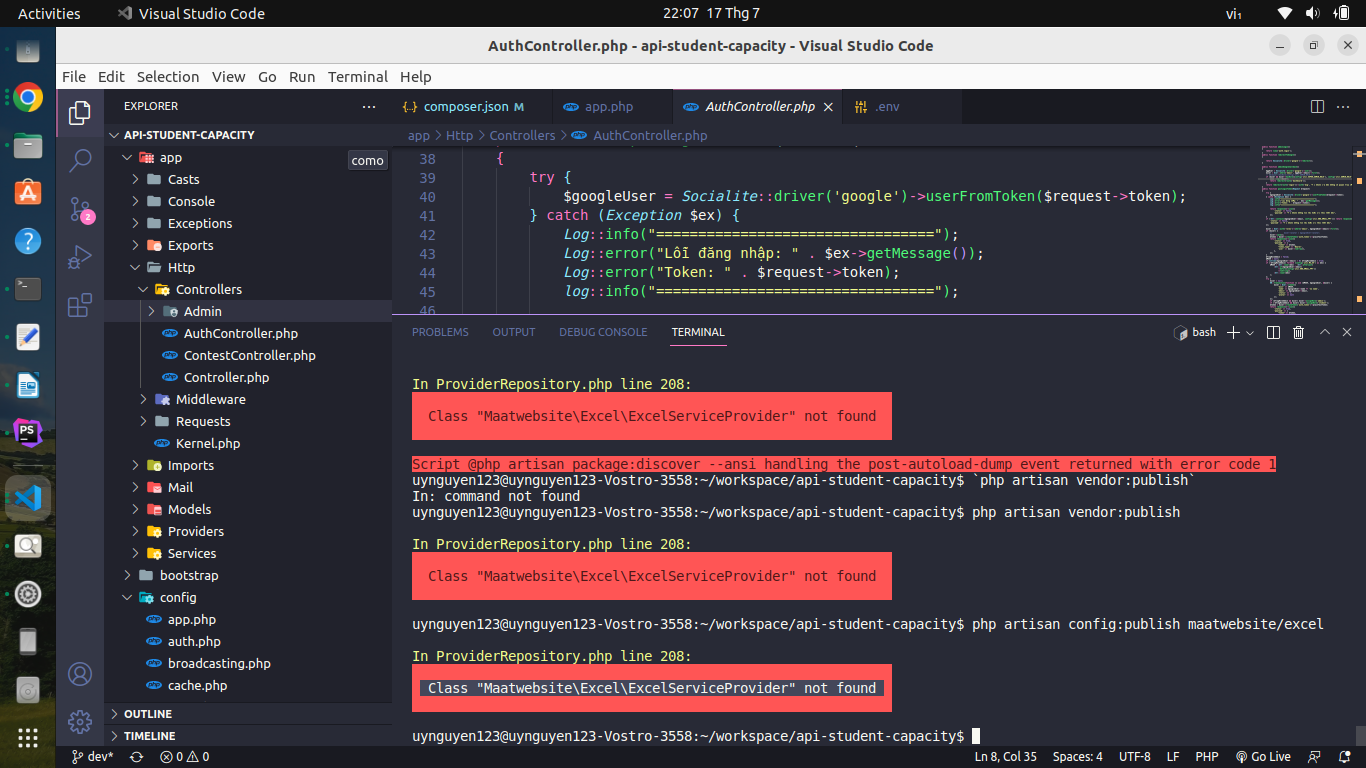 Activities
Visual Studio Code
22:07 17 Thg 7
vi₁
AuthController.php - api-student-capacity - Visual Studio Code
File Edit Selection View Go Run Terminal Help
EXPLORER
composer.json M
app.php
AuthController.php
.env
API-STUDENT-CAPACITY
app > Http > Controllers > AuthController.php
app
como
Casts
Console
Exceptions
Exports
Http
Controllers
Admin
AuthController.php
ContestController.php
Controller.php
Middleware
Requests
Kernel.php
Imports
Mail
Models
Providers
Services
bootstrap
config
app.php
auth.php
broadcasting.php
cache.php
OUTLINE
TIMELINE
2
PS
38 {
39 try {
40 $googleUser = Socialite::driver('google')->userFromToken($request->token);
41 } catch (Exception $ex) {
42 Log::info("=================================");
43 Log::error("Lỗi đăng nhập: " . $ex->getMessage());
44 Log::error("Token: " . $request->token);
45 log::info("=================================");
46
PROBLEMS OUTPUT DEBUG CONSOLE TERMINAL
bash
In ProviderRepository.php line 208:
Class "Maatwebsite\Excel\ExcelServiceProvider" not found
Script @php artisan package:discover --ansi handling the post-autoload-dump event returned with error code 1
uynguyen123@uynguyen123-Vostro-3558:~/workspace/api-student-capacity$ `php artisan vendor:publish`
In: command not found
uynguyen123@uynguyen123-Vostro-3558:~/workspace/api-student-capacity$ php artisan vendor:publish
In ProviderRepository.php line 208:
Class "Maatwebsite\Excel\ExcelServiceProvider" not found
uynguyen123@uynguyen123-Vostro-3558:~/workspace/api-student-capacity$ php artisan config:publish maatwebsite/excel
In ProviderRepository.php line 208:
Class "Maatwebsite\Excel\ExcelServiceProvider" not found
uynguyen123@uynguyen123-Vostro-3558:~/workspace/api-student-capacity$
dev*
0
0
Ln 8, Col 35
Spaces: 4
UTF-8
LF
PHP
Go Live